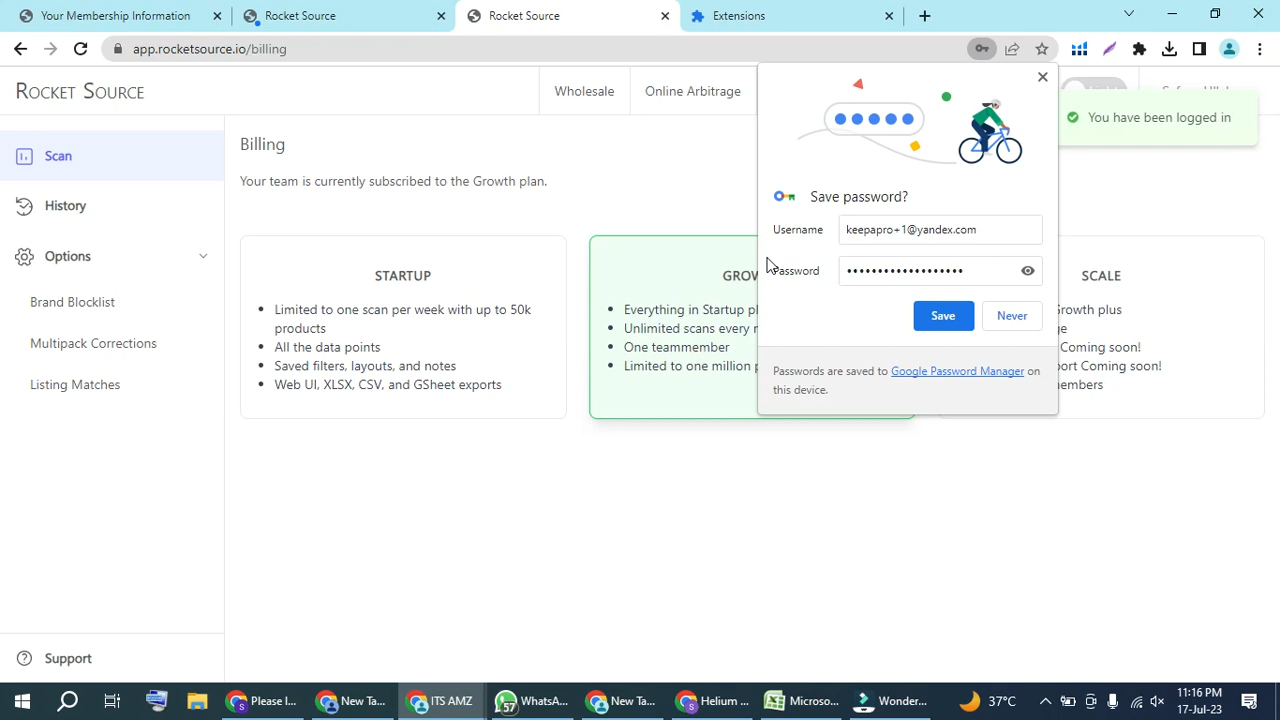 Your Membership Information
Rocket Source
Rocket Source
Extensions
app.rocketsource.io/billing
ROCKET SOURCE
Wholesale
Online Arbitrage
You have been logged in
Scan
History
Options
Brand Blocklist
Multipack Corrections
Listing Matches
Support
Billing
Your team is currently subscribed to the Growth plan.
STARTUP
Limited to one scan per week with up to 50k
products
All the data points
Saved filters, layouts, and notes
Web UI, XLSX, CSV, and GSheet exports
GROW
Everything in Startup pl
Unlimited scans every
One teammember
Limited to one million p
SCALE
rowth plus
ge
Coming soon!
port Coming soon!
members
Save password?
Username
keepapro+1@yandex.com
Password
•••••••••••••••••••
Save
Never
Passwords are saved to Google Password Manager on
this device.
Please I...
New Ta...
ITS AMZ
57
WhatsA...
New Ta...
Helium ...
Microso...
Wonder...
37°C
11:16 PM
17-Jul-23